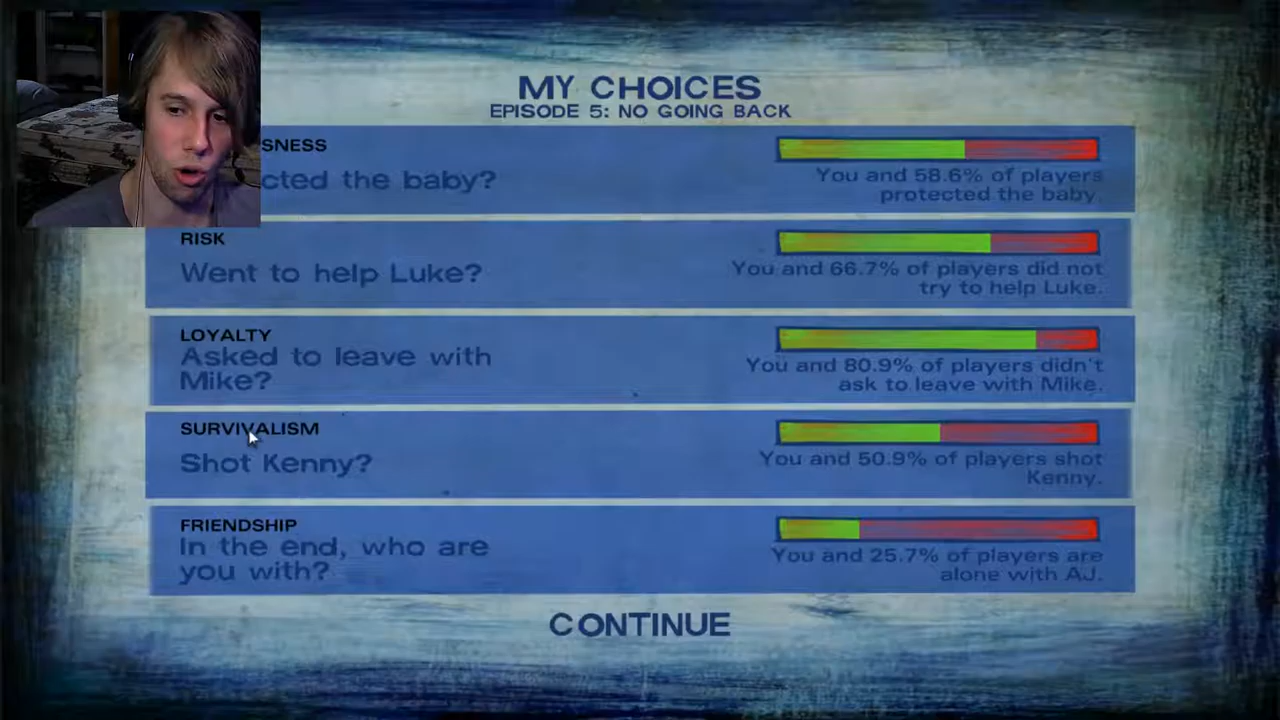 MY CHOICES
EPISODE 5: NO GOING BACK
SNESS
cted the baby?
You and 58.6% of players
protected the baby.
RISK
Went to help Luke?
You and 66.7% of players did not
try to help Luke.
LOYALTY
Asked to leave with
Mike?
You and 80.9% of players didn't
ask to leave with Mike.
SURVIVALISM
Shot Kenny?
You and 50.9% of players shot
Kenny.
FRIENDSHIP
In the end, who are
you with?
You and 25.7% of players are
alone with AJ.
CONTINUE